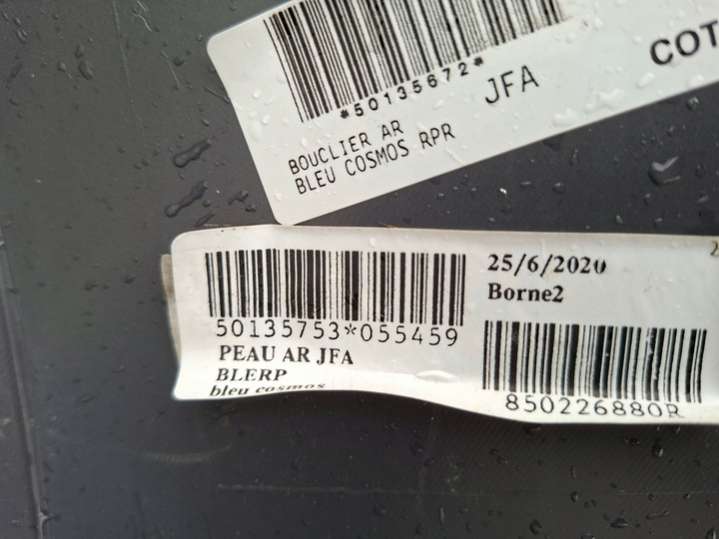 *50135672*
JFA
COT
BOUCLIER AR
BLEU COSMOS RPR
25/6/2020
Borne2
50135753*055459
PEAU AR JFA
BLERP
bleu cosmos
850226880R